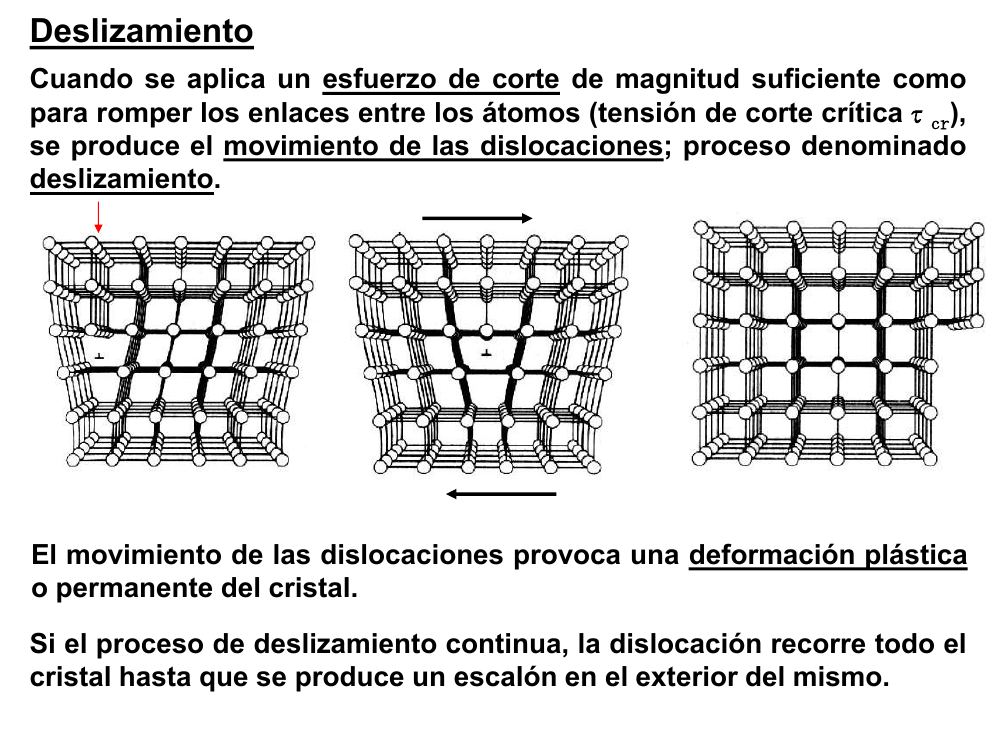 Deslizamiento
Cuando se aplica un esfuerzo de corte de magnitud suficiente como
para romper los enlaces entre los átomos (tensión de corte crítica τ cr),
se produce el movimiento de las dislocaciones; proceso denominado
deslizamiento.
El movimiento de las dislocaciones provoca una deformación plástica
o permanente del cristal.
Si el proceso de deslizamiento continua, la dislocación recorre todo el
cristal hasta que se produce un escalón en el exterior del mismo.